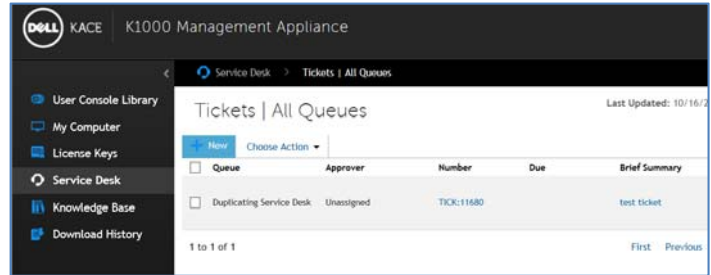 DELL KACE K1000 Management Appliance
Service Desk > Tickets | All Queues
User Console Library
My Computer
License Keys
Service Desk
Knowledge Base
Download History
Tickets | All Queues
Last Updated: 10/16/2
New Choose Action
Queue Approver Number Due Brief Summary
Duplicating Service Desk Unassigned TICK:11680 test ticket
1 to 1 of 1 First Previous